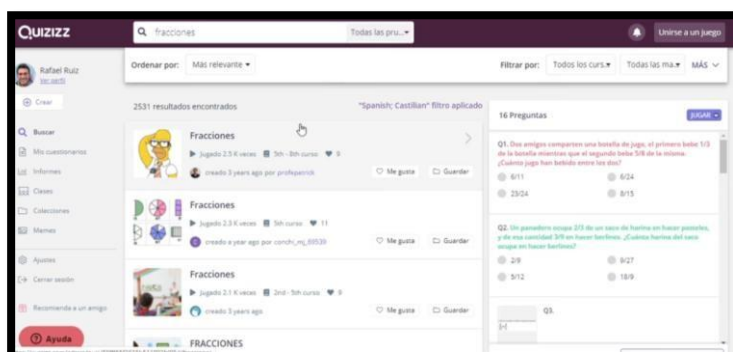 QUIZIZZ
fracciones
Todas las pru...
Unirse a un juego
Rafael Ruiz
Ver perfil
Crear
Buscar
Mis cuestionarios
Informes
Clases
Colecciones
Memes
Ajustes
Cerrar sesión
Recomienda a un amigo
Ayuda
Ordenar por:
Más relevante
Filtrar por:
Todos los curs.
Todas las ma.
MÁS
2531 resultados encontrados
"Spanish; Castilian" filtro aplicado
Fracciones
Jugado 2.5 K veces 5th - 8th curso 9
creado 3 years ago por profepatrick
Me gusta
Guardar
Fracciones
Jugado 2.3 K veces 5th curso 11
creado a year ago por conchi_mj_89539
Me gusta
Guardar
Fracciones
Jugado 2.1 K veces 2nd - 5th curso 9
creado 3 years ago
Me gusta
Guardar
FRACCIONES
16 Preguntas
JUGAR
Q1. Dos amigos comparten una botella de jugo, el primero bebe 1/3
de la botella mientras que el segundo bebe 5/8 de la misma.
¿Cuánto jugo han bebido entre los dos?
6/11
6/24
23/24
8/15
Q2. Un panadero ocupa 2/3 de un saco de harina en hacer pasteles,
y de esa cantidad 3/9 en hacer berlines. ¿Cuánta harina del saco
ocupa en hacer berlines?
2/9
9/27
5/12
18/9
Q3.